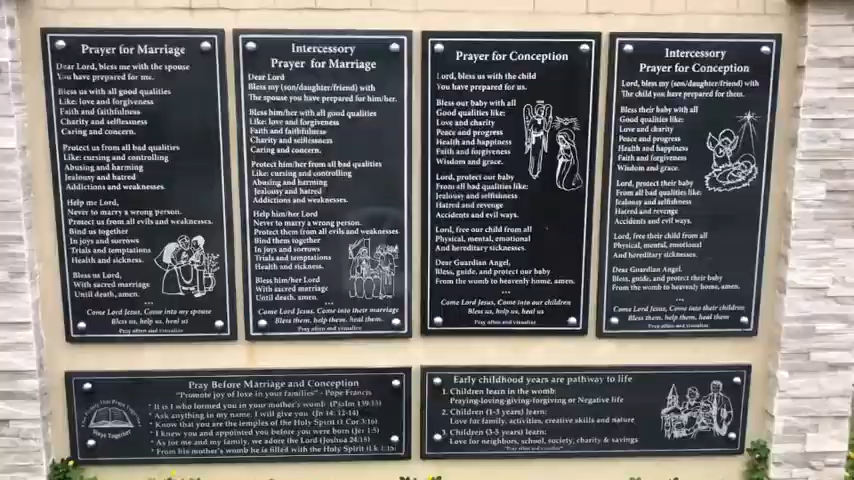 Prayer for Marriage
Dear Lord, bless me with the spouse
You have prepared for me.
Bless us with all good qualities
Like: love and forgiveness
Faith and faithfulness
Charity and selflessness
Caring and concern.
Protect us from all bad qualities
Like: cursing and controlling
Abusing and harming
Jealousy and hatred
Addictions and weaknesses.
Help me Lord,
Never to marry a wrong person.
Protect us from all evils and weaknesses.
Bind us together
In joys and sorrows
Trials and temptations
Health and sickness.
Bless us Lord,
With sacred marriage
Until death, amen.
...
Come Lord Jesus, Come into my spouse
Bless us, help us, heal us
Pray often and visualize
Intercessory
Prayer for Marriage
Dear Lord
Bless my (son/daughter/friend) with
The spouse you have prepared for him/her.
Bless him/her with all good qualities
Like: love and forgiveness
Faith and faithfulness
Charity and selflessness
Caring and concern.
Protect him/her from all bad qualities
Like: cursing and controlling
Abusing and harming
Jealousy and hatred
Addictions and weaknesses.
Help him/her Lord
Never to marry a wrong person.
Protect them from all evils and weaknesses.
Bind them together
In joys and sorrows
Trials and temptations
Health and sickness.
Bless him/her Lord
With sacred marriage
Until death, amen.
...
Come Lord Jesus, Come into their marriage
Bless them, help them, heal them.
Pray often and visualize
Prayer for Conception
Lord, bless us with the child
You have prepared for us.
Bless our baby with all
Good qualities like:
Love and charity
Peace and progress
Health and happiness
Faith and forgiveness
Wisdom and grace.
Lord, protect our baby
From all bad qualities like:
Jealousy and selfishness
Hatred and revenge
Accidents and evil ways.
Lord, free our child from all
Physical, mental, emotional
And hereditary sicknesses.
Dear Guardian Angel,
Bless, guide, and protect our baby
From the womb to heavenly home, amen.
...
Come Lord Jesus, Come into our children
Bless us, help us, heal us
Pray often and visualize
Intercessory
Prayer for Conception
Lord, bless my (son/daughter/friend) with
The child you have prepared for them.
Bless their baby with all
Good qualities like:
Love and charity
Peace and progress
Health and happiness
Faith and forgiveness
Wisdom and grace.
Lord, protect their baby
From all bad qualities like:
Jealousy and selfishness
Hatred and revenge
Accidents and evil ways.
Lord, free their child from all
Physical, mental, emotional
And hereditary sicknesses.
Dear Guardian Angel,
Bless, guide, and protect their baby
From the womb to heavenly home, amen.
...
Come Lord Jesus, Come into their children
Bless them, help them, heal them
Pray often and visualize
Pray Before Marriage and Conception
"Promote joy of love in your families" - Pope Francis
* It is I who formed you in your mother's womb (Psalm 139:13)
* Ask anything in my name, I will give you (Jn 14:12-14)
* Know that you are the temples of the Holy Spirit (1 Cor 3:16)
* I knew and appointed you before you were born (Jer 1:5)
* As for me and my family, we adore the Lord (Joshua 24:15)
* From his mother's womb he is filled with the Holy Spirit (Lk 1:15)
Stays Together
Early childhood years are pathway to life
1. Children learn in the womb:
Praying-loving-giving-forgiving or Negative life
2. Children (1-3 years) learn:
Love for family, activities, creative skills and nature
3. Children (3-5 years) learn:
Love for neighbors, school, society, charity & savings
"Pray often and visualize"